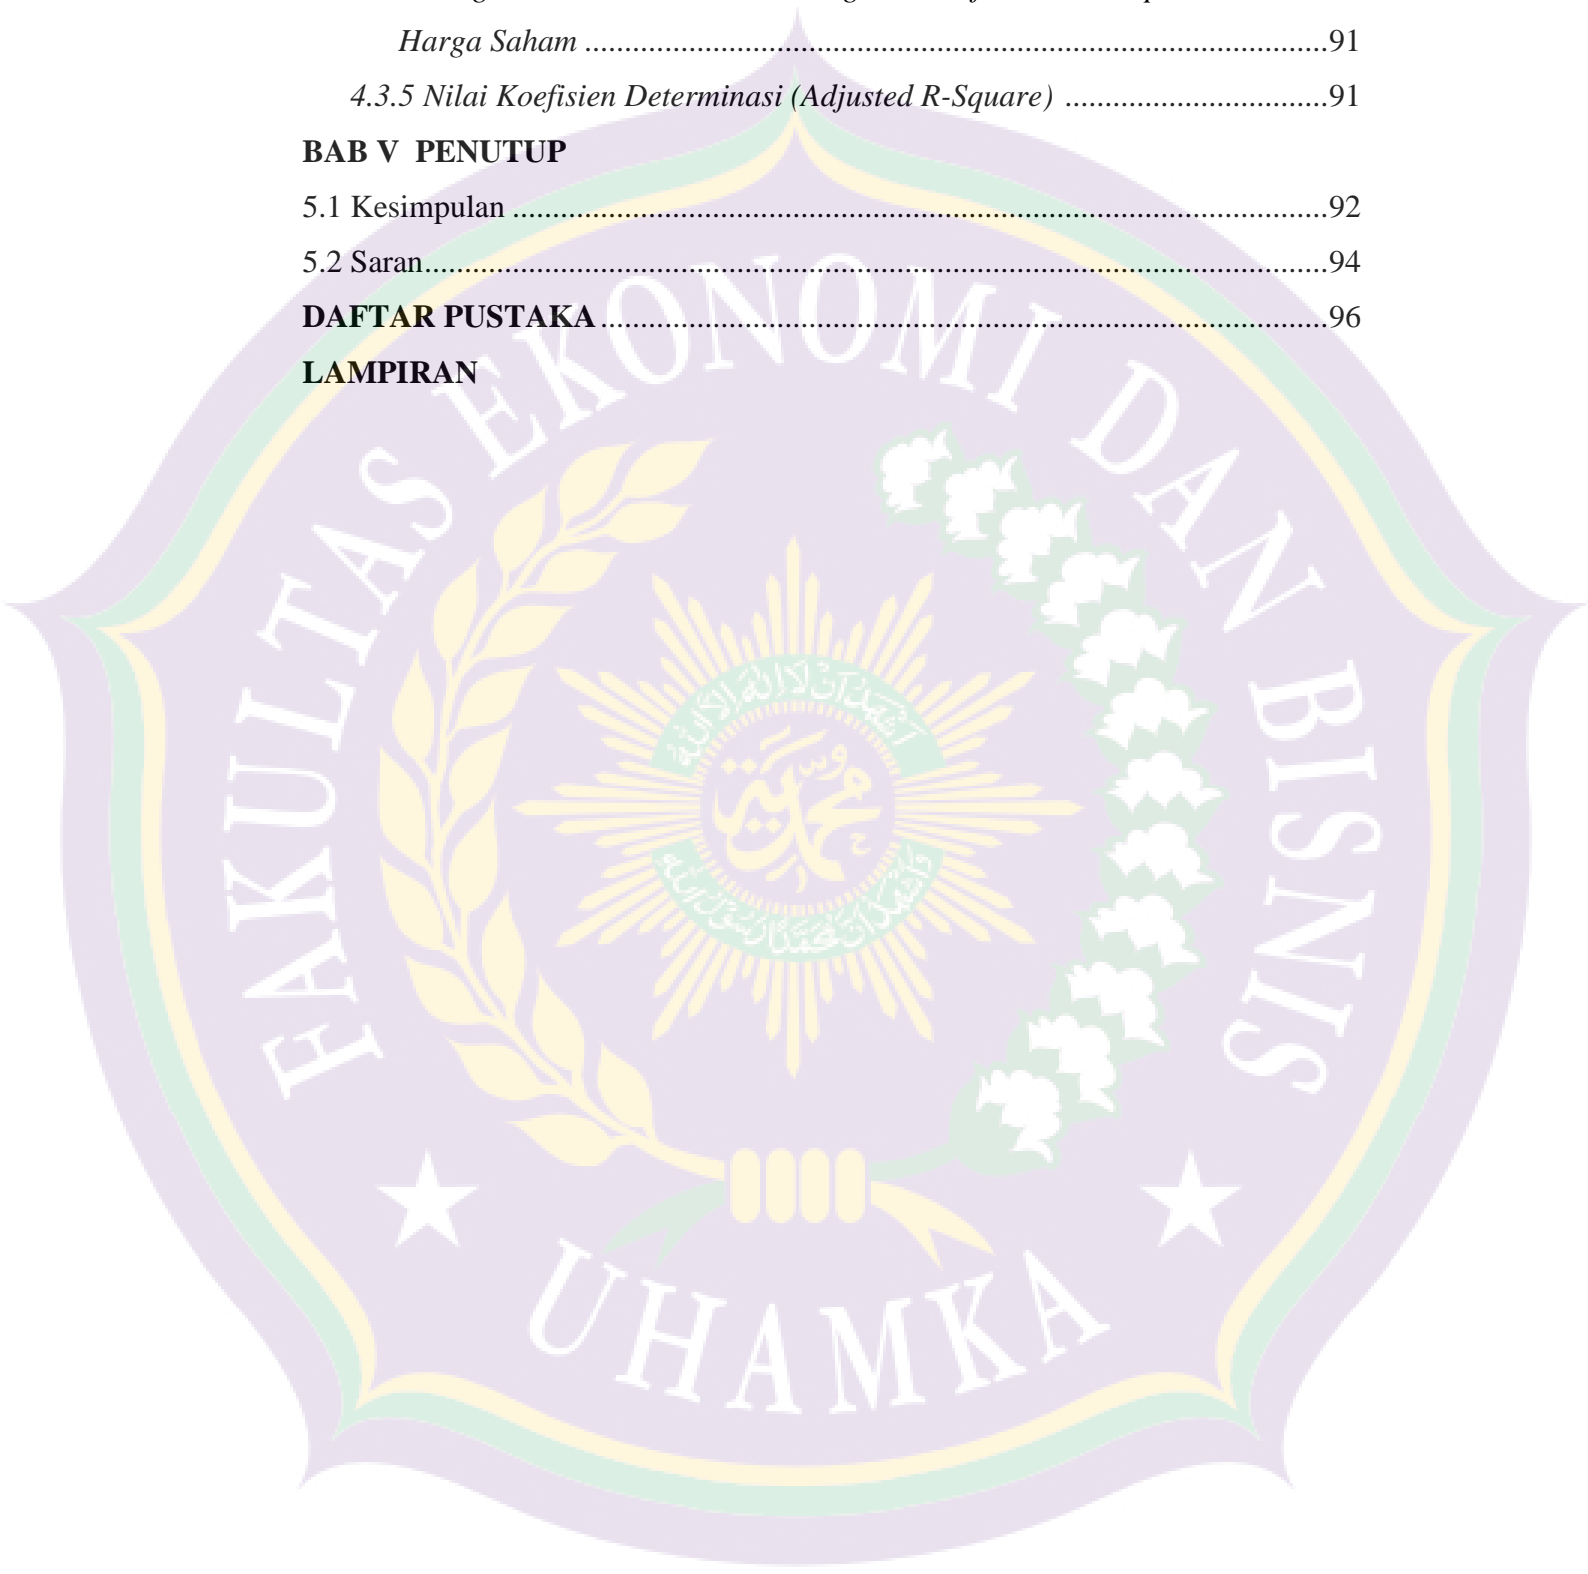 Harga Saham ..............................................................................................91
4.3.5 Nilai Koefisien Determinasi (Adjusted R-Square) .................................91
BAB V  PENUTUP
5.1 Kesimpulan .......................................................................................................92
5.2 Saran..................................................................................................................94
DAFTAR PUSTAKA ............................................................................................96
LAMPIRAN
FAKULTAS EKONOMI DAN BISNIS
محمدية
UHAMKA